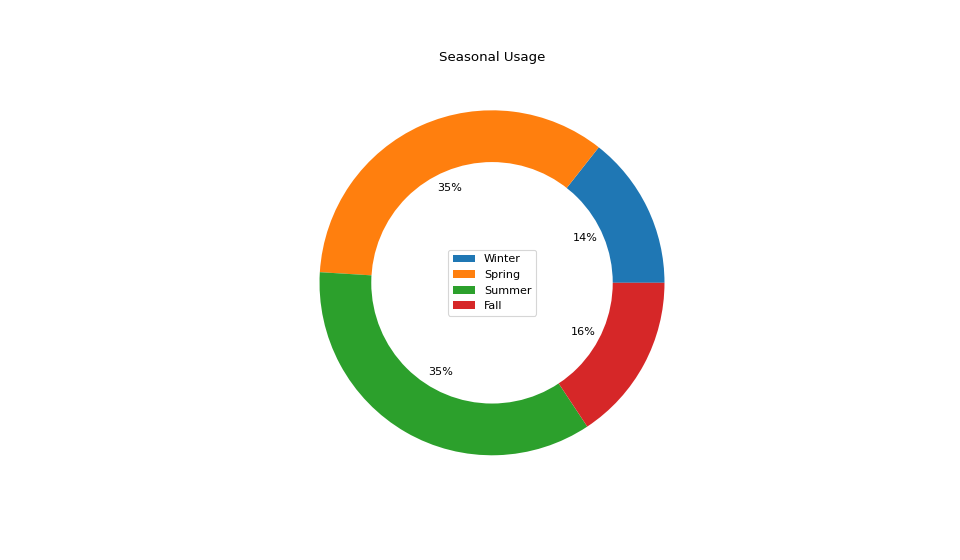 Seasonal Usage
35%
14%
Winter
Spring
Summer
Fall
16%
35%